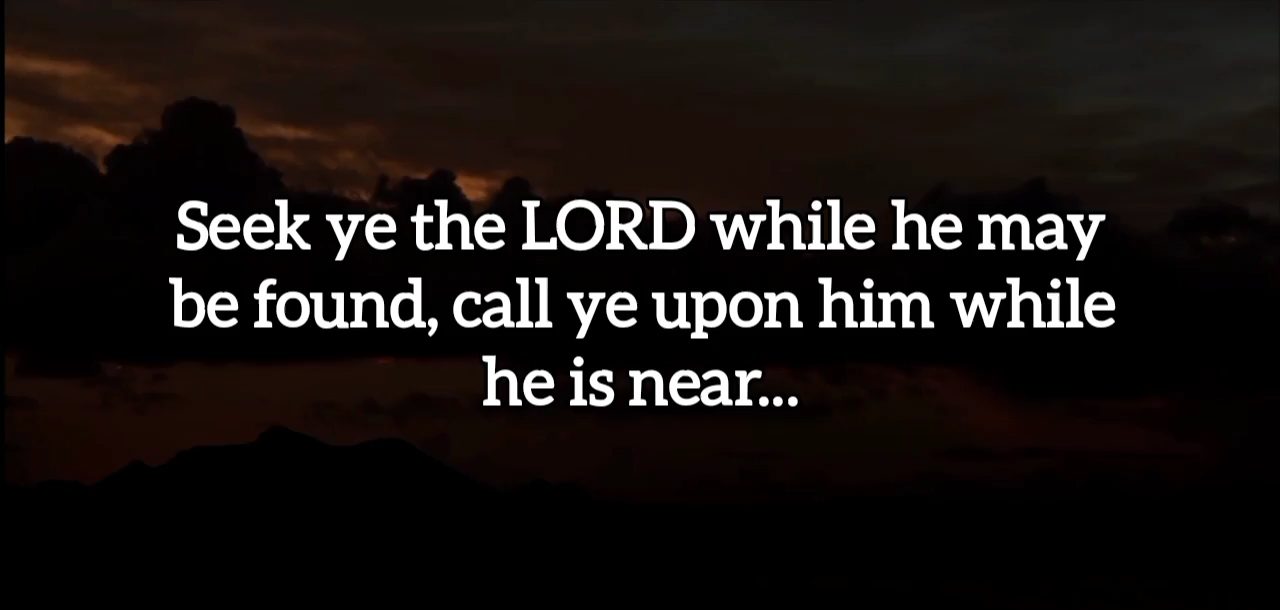 Seek ye the LORD while he may
be found, call ye upon him while
he is near...